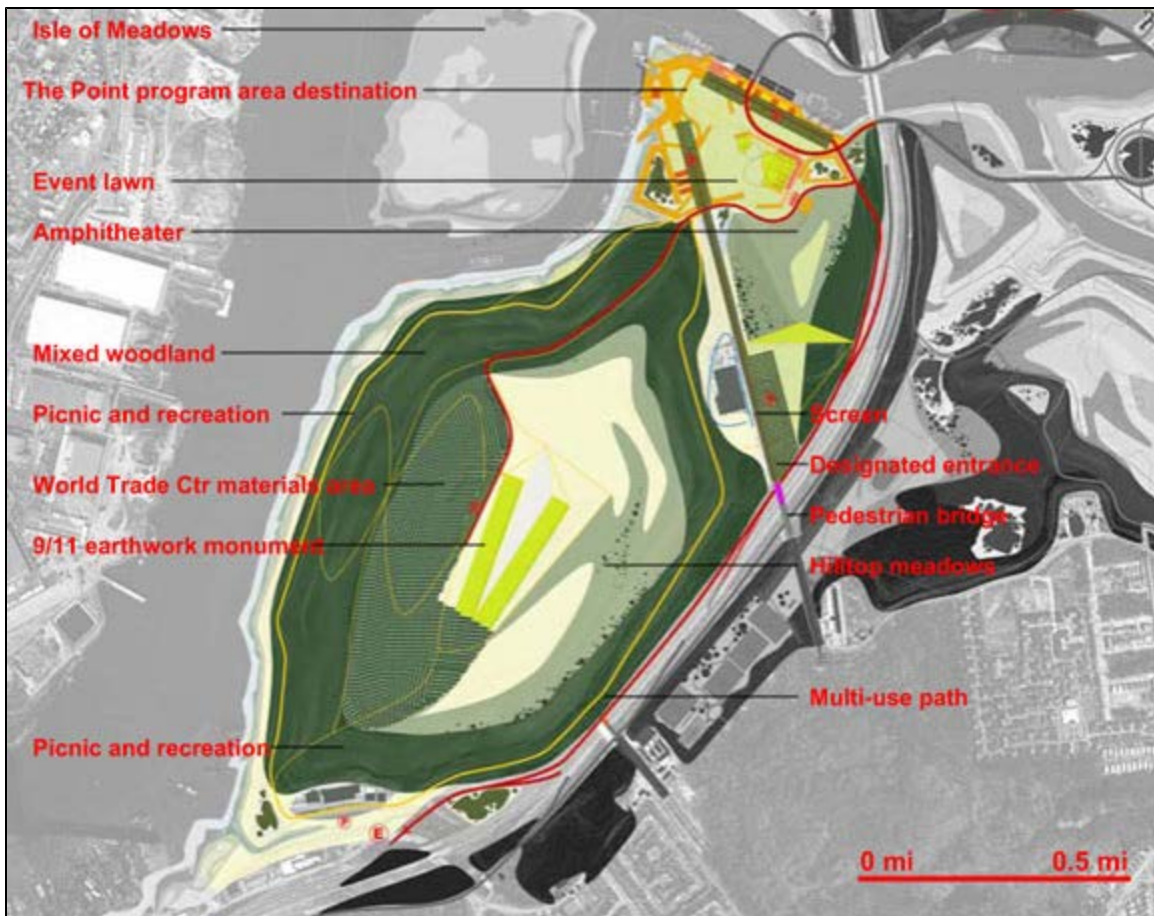 Isle of Meadows
The Point program area destination
Event lawn
Amphitheater
Mixed woodland
Picnic and recreation
World Trade Ctr materials area
9/11 earthwork monument
Picnic and recreation
Screen
Designated entrance
Pedestrian bridge
Hilltop meadows
Multi-use path
P
E
0 mi 0.5 mi